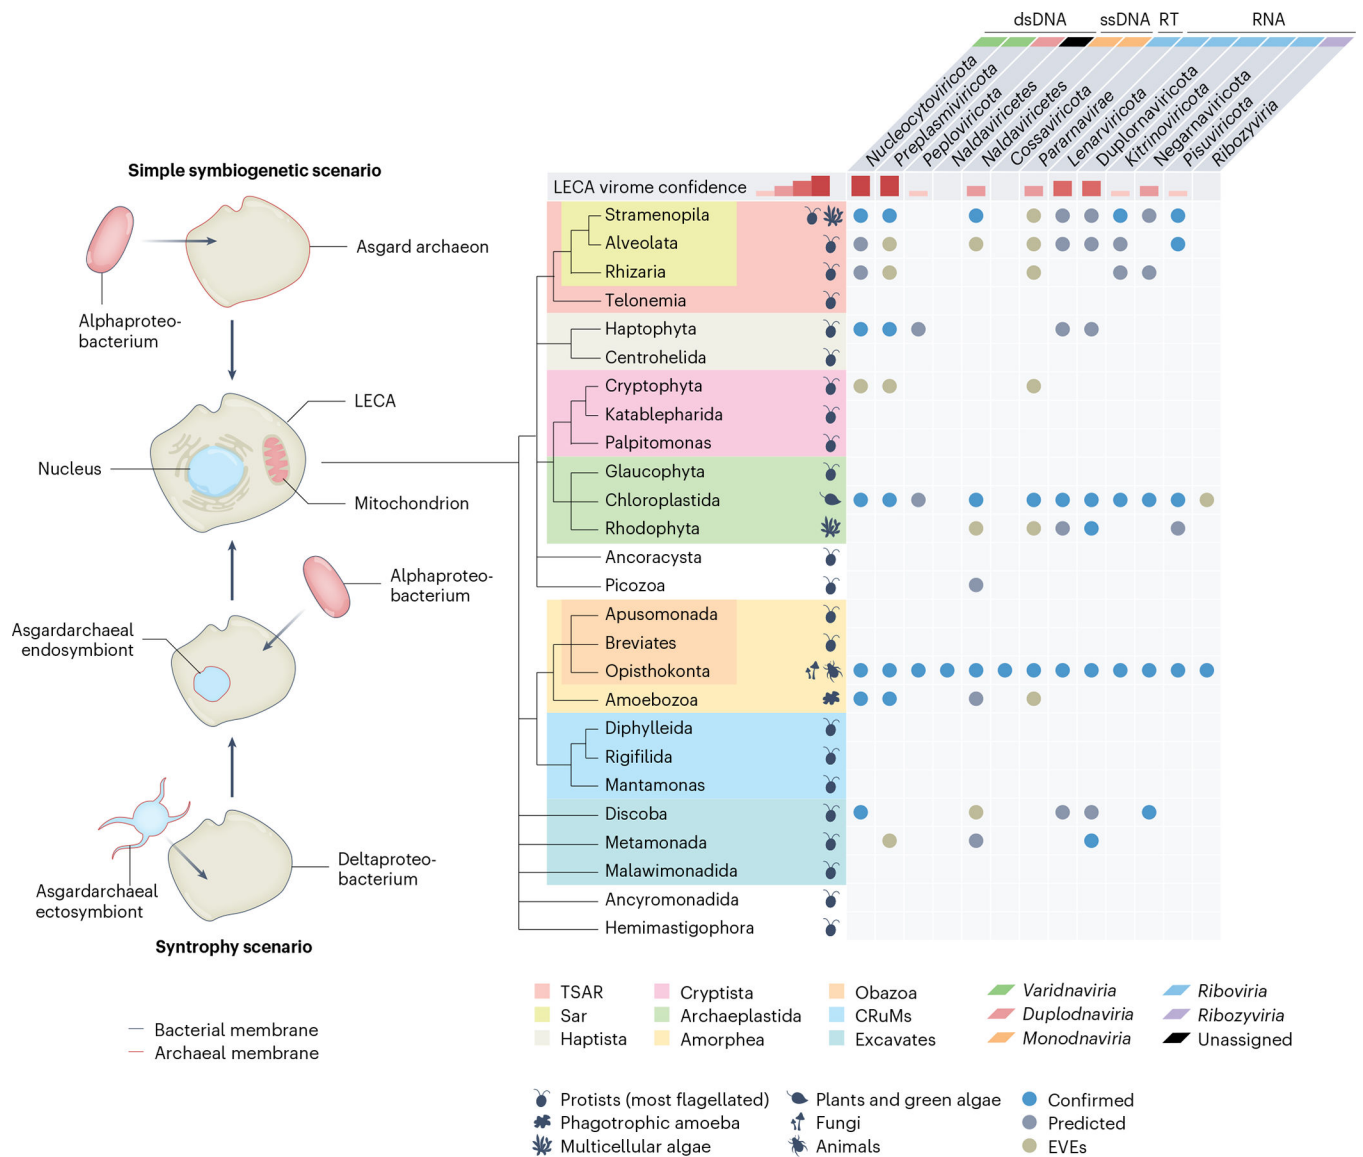 dsDNA
ssDNA
RT
RNA
Nucleocytoviricota
Preplasmiviricota
Peploviricota
Naldaviricetes
Naldaviricetes
Cossaviricota
Pararnavirae
Lenarviricota
Duplornaviricota
Kitrinoviricota
Negarnaviricota
Pisuviricota
Ribozyviria
Simple symbiogenetic scenario
Asgard archaeon
Alphaproteo-
bacterium
LECA
Nucleus
Mitochondrion
Alphaproteo-
bacterium
Asgardarchaeal
endosymbiont
Deltaproteo-
bacterium
Asgardarchaeal
ectosymbiont
Syntrophy scenario
Bacterial membrane
Archaeal membrane
LECA virome confidence
Stramenopila
Alveolata
Rhizaria
Telonemia
Haptophyta
Centrohelida
Cryptophyta
Katablepharida
Palpitomonas
Glaucophyta
Chloroplastida
Rhodophyta
Ancoracysta
Picozoa
Apusomonada
Breviates
Opisthokonta
Amoebozoa
Diphylleida
Rigifilida
Mantamonas
Discoba
Metamonada
Malawimonadida
Ancyromonadida
Hemimastigophora
TSAR
Sar
Haptista
Cryptista
Archaeplastida
Amorphea
Obazoa
CRuMs
Excavates
Varidnaviria
Duplodnaviria
Monodnaviria
Riboviria
Ribozyviria
Unassigned
Protists (most flagellated)
Phagotrophic amoeba
Multicellular algae
Plants and green algae
Fungi
Animals
Confirmed
Predicted
EVEs